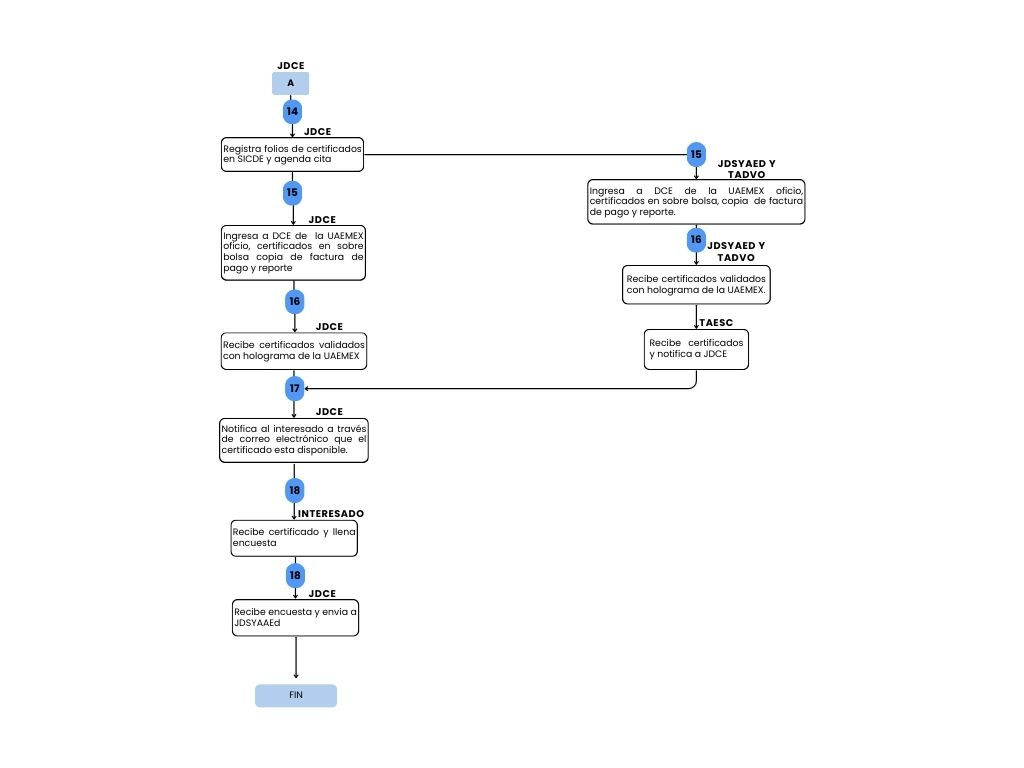 JDCE
A
14
JDCE
Registra folios de certificados
en SICDE y agenda cita
15
JDCE
Ingresa a DCE de la UAEMEX
oficio, certificados en sobre
bolsa copia de factura de
pago y reporte
16
JDCE
Recibe certificados validados
con holograma de la UAEMEX
15
JDSYAED Y
TADVO
Ingresa a DCE de la UAEMEX oficio,
certificados en sobre bolsa, copia de factura
de pago y reporte.
16
JDSYAED Y
TADVO
Recibe certificados validados
con holograma de la UAEMEX.
TAESC
Recibe certificados
y notifica a JDCE
17
JDCE
Notifica al interesado a través
de correo electrónico que el
certificado esta disponible.
18
INTERESADO
Recibe certificado y llena
encuesta
18
JDCE
Recibe encuesta y envia a
JDSYAAEd
FIN